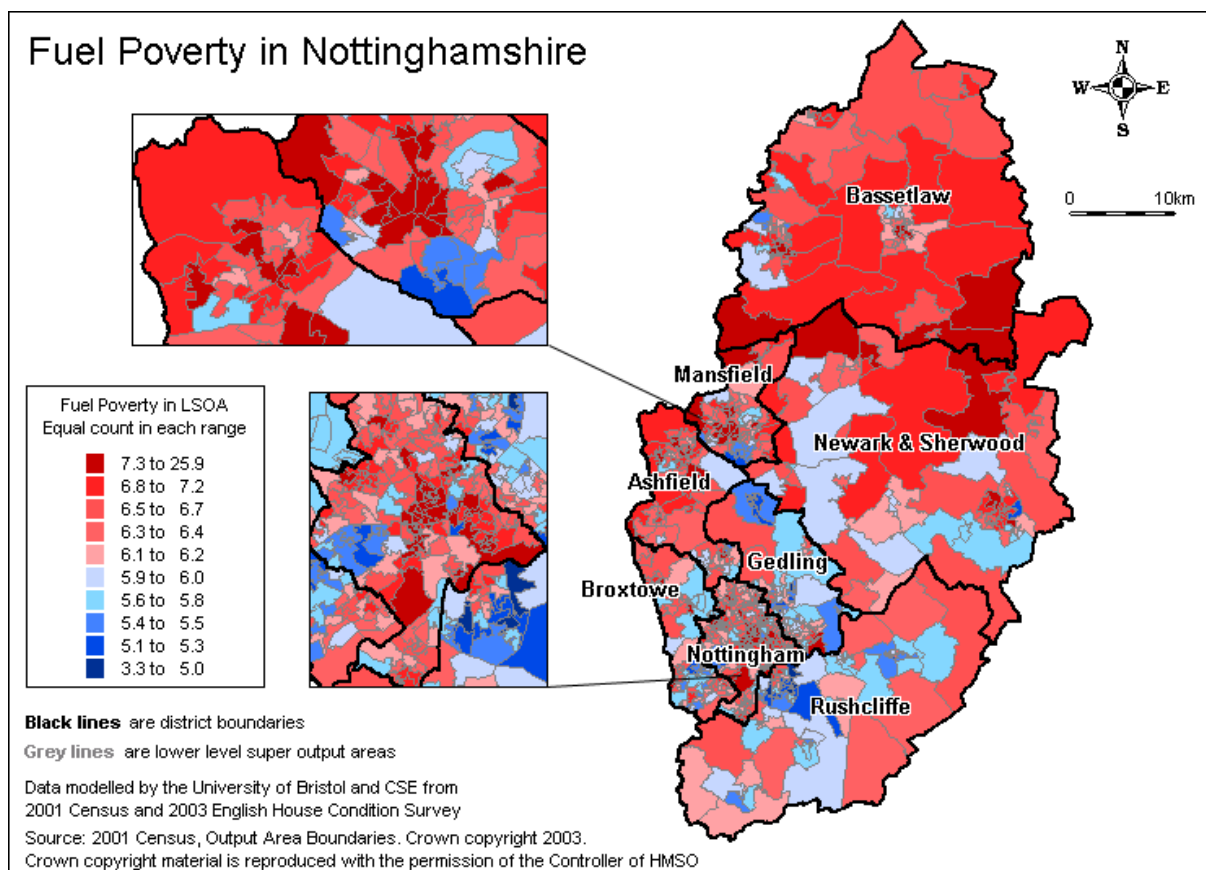 Fuel Poverty in Nottinghamshire
N
W E
S
0 10km
Bassetlaw
Mansfield
Newark & Sherwood
Ashfield
Gedling
Broxtowe
Nottingham
Rushcliffe
Fuel Poverty in LSOA
Equal count in each range
7.3 to 25.9
6.8 to 7.2
6.5 to 6.7
6.3 to 6.4
6.1 to 6.2
5.9 to 6.0
5.6 to 5.8
5.4 to 5.5
5.1 to 5.3
3.3 to 5.0
Black lines are district boundaries
Grey lines are lower level super output areas
Data modelled by the University of Bristol and CSE from
2001 Census and 2003 English House Condition Survey
Source: 2001 Census, Output Area Boundaries. Crown copyright 2003.
Crown copyright material is reproduced with the permission of the Controller of HMSO